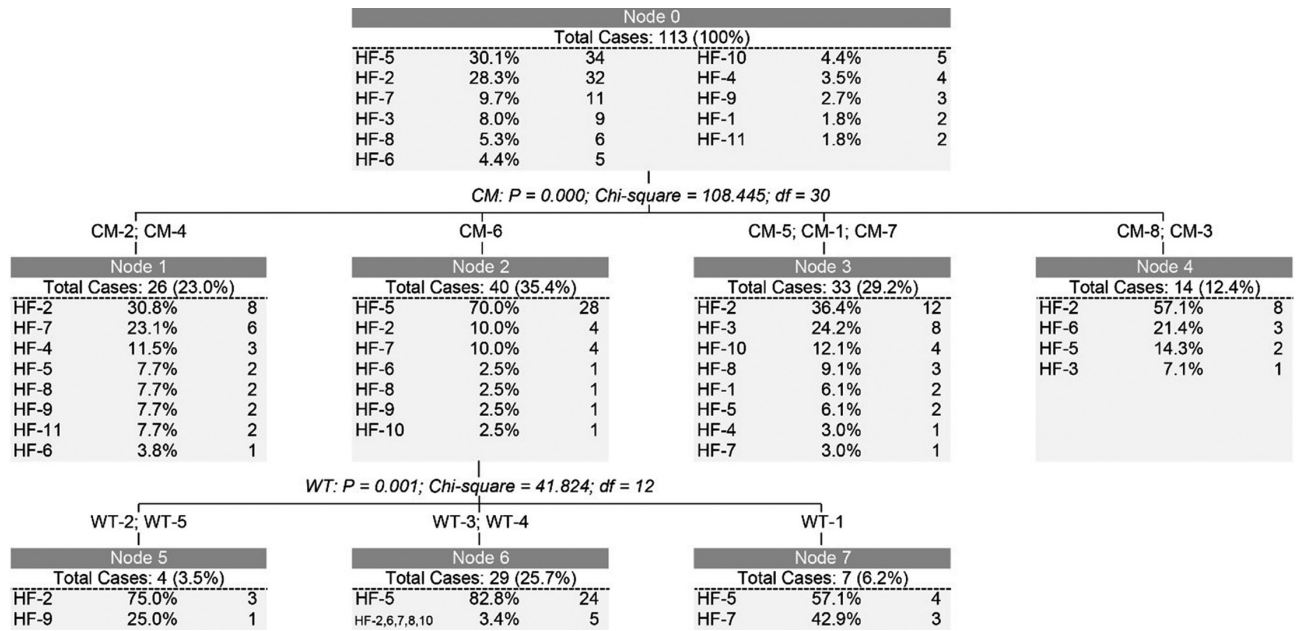 Node 0
Total Cases: 113 (100%)
HF-5 30.1% 34 HF-10 4.4% 5
HF-2 28.3% 32 HF-4 3.5% 4
HF-7 9.7% 11 HF-9 2.7% 3
HF-3 8.0% 9 HF-1 1.8% 2
HF-8 5.3% 6 HF-11 1.8% 2
HF-6 4.4% 5
CM: P = 0.000; Chi-square = 108.445; df = 30
CM-2; CM-4 CM-6 CM-5; CM-1; CM-7 CM-8; CM-3
Node 1
Total Cases: 26 (23.0%)
HF-2 30.8% 8
HF-7 23.1% 6
HF-4 11.5% 3
HF-5 7.7% 2
HF-8 7.7% 2
HF-9 7.7% 2
HF-11 7.7% 2
HF-6 3.8% 1
Node 2
Total Cases: 40 (35.4%)
HF-5 70.0% 28
HF-2 10.0% 4
HF-7 10.0% 4
HF-6 2.5% 1
HF-8 2.5% 1
HF-9 2.5% 1
HF-10 2.5% 1
Node 3
Total Cases: 33 (29.2%)
HF-2 36.4% 12
HF-3 24.2% 8
HF-10 12.1% 4
HF-8 9.1% 3
HF-1 6.1% 2
HF-5 6.1% 2
HF-4 3.0% 1
HF-7 3.0% 1
Node 4
Total Cases: 14 (12.4%)
HF-2 57.1% 8
HF-6 21.4% 3
HF-5 14.3% 2
HF-3 7.1% 1
WT: P = 0.001; Chi-square = 41.824; df = 12
WT-2; WT-5 WT-3; WT-4 WT-1
Node 5
Total Cases: 4 (3.5%)
HF-2 75.0% 3
HF-9 25.0% 1
Node 6
Total Cases: 29 (25.7%)
HF-5 82.8% 24
HF-2,6,7,8,10 3.4% 5
Node 7
Total Cases: 7 (6.2%)
HF-5 57.1% 4
HF-7 42.9% 3